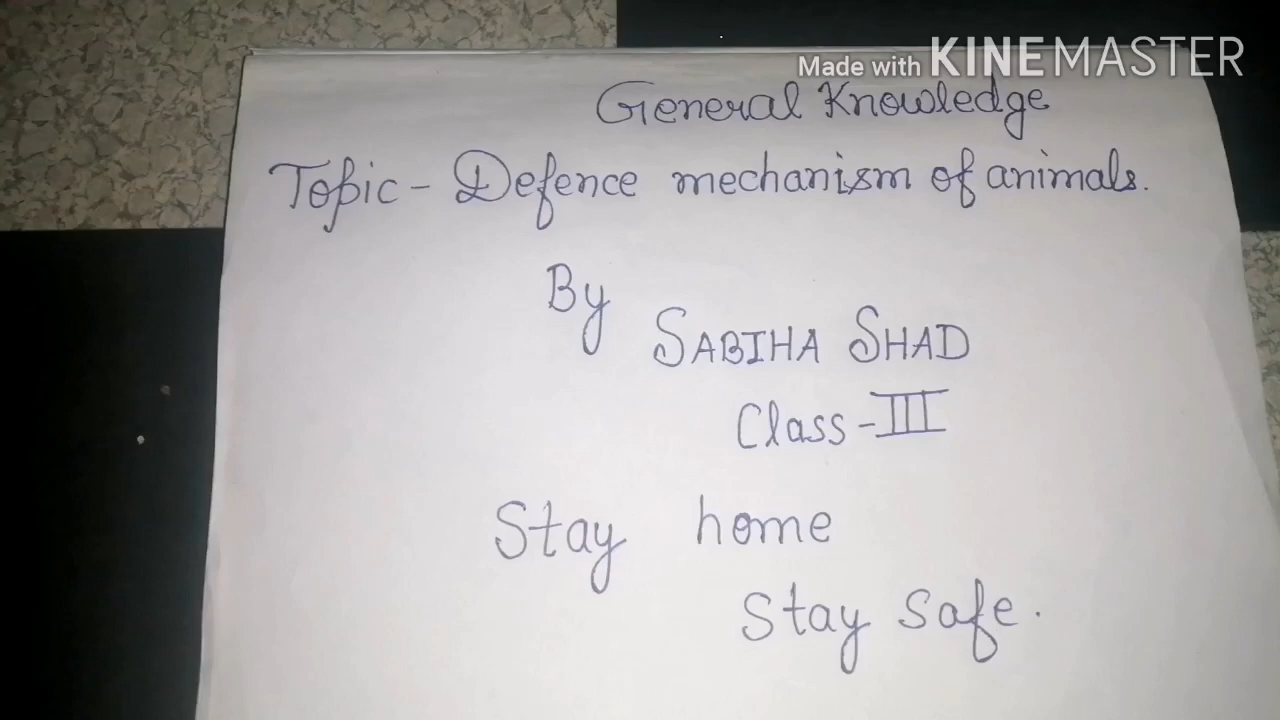 Made with KINEMASTER
General Knowledge
Topic - Defence mechanism of animals.
By
SABIHA SHAD
Class - III
Stay home
Stay safe.